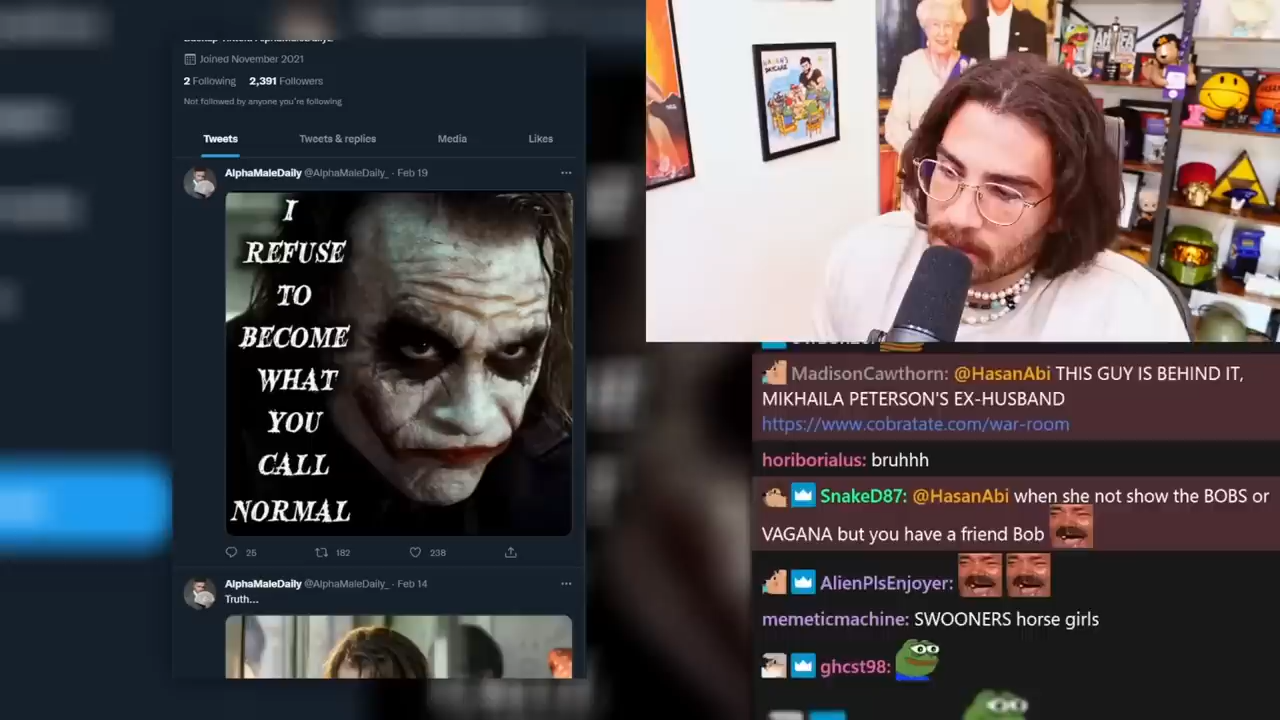 Joined November 2021
2 Following 2,391 Followers
Not followed by anyone you're following
Tweets Tweets & replies Media Likes
AlphaMaleDaily @AlphaMaleDaily_ · Feb 19 ···
I
REFUSE
TO
BECOME
WHAT
YOU
CALL
NORMAL
25 182 238
AlphaMaleDaily @AlphaMaleDaily_ · Feb 14 ···
Truth...
HASAN'S
DAYCARE
MadisonCawthorn: @HasanAbi THIS GUY IS BEHIND IT,
MIKHAILA PETERSON'S EX-HUSBAND
https://www.cobratate.com/war-room
horiborialus: bruhhh
SnakeD87: @HasanAbi when she not show the BOBS or
VAGANA but you have a friend Bob
AlienPlsEnjoyer:
memeticmachine: SWOONERS horse girls
ghcst98: